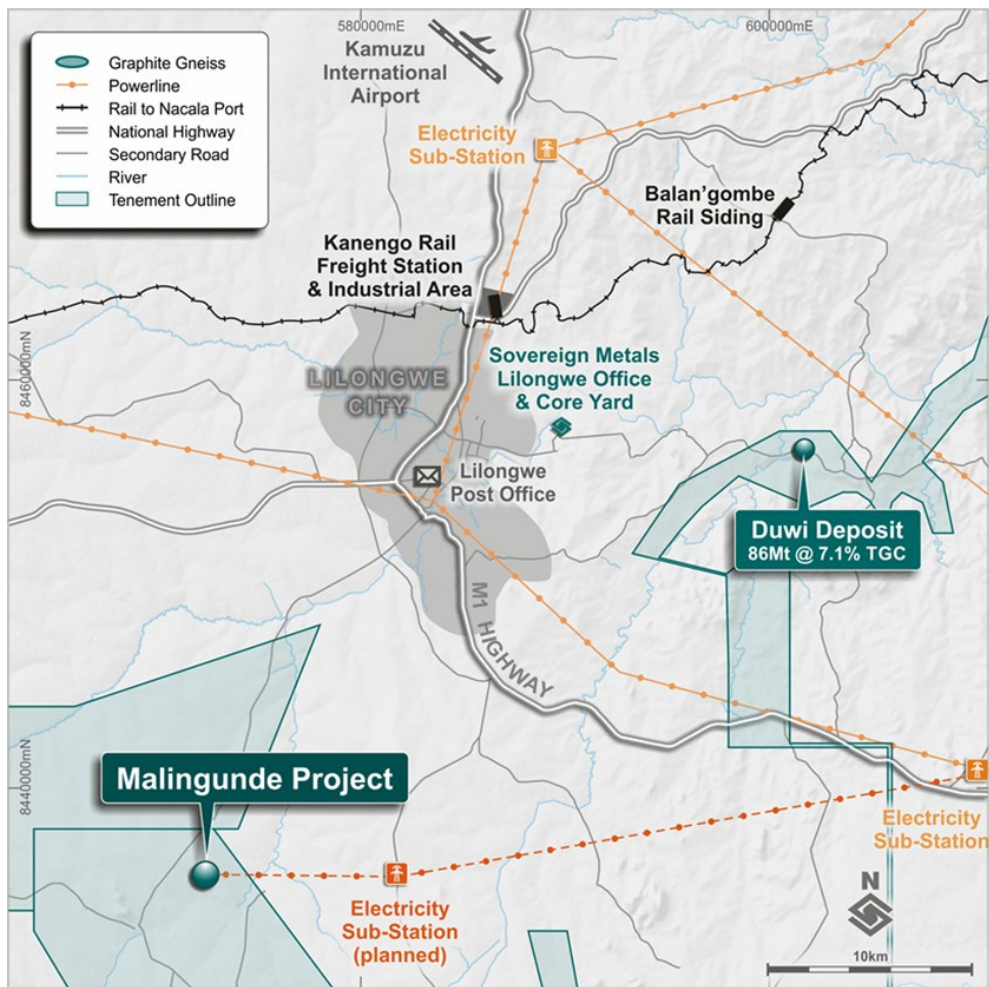 580000mE
600000mE
Kamuzu
International
Airport
Graphite Gneiss
Powerline
Rail to Nacala Port
National Highway
Secondary Road
River
Tenement Outline
Electricity
Sub-Station
Balan'gombe
Rail Siding
Kanengo Rail
Freight Station
& Industrial Area
8460000mN
LILONGWE
CITY
Sovereign Metals
Lilongwe Office
& Core Yard
Lilongwe
Post Office
Duwi Deposit
86Mt @ 7.1% TGC
M1 HIGHWAY
8440000mN
Malingunde Project
Electricity
Sub-Station
Electricity
Sub-Station
(planned)
N
10km